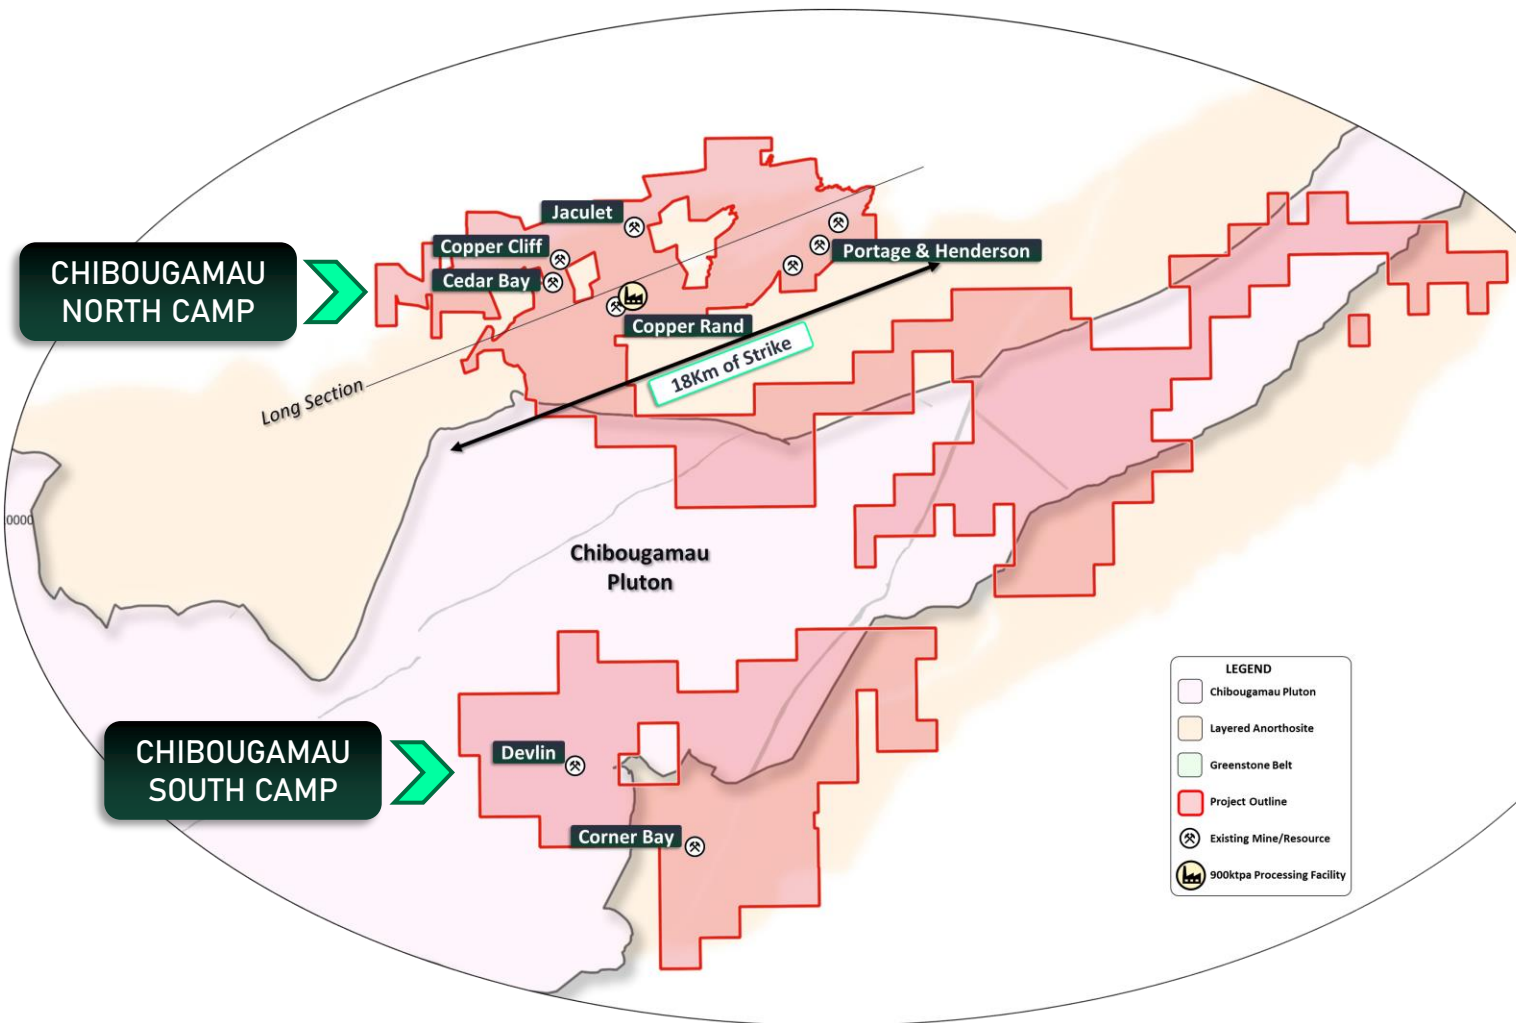 Jaculet
Copper Cliff
Cedar Bay
Portage & Henderson
CHIBOUGAMAU
NORTH CAMP
Copper Rand
18Km of Strike
Long Section
0000
Chibougamau
Pluton
CHIBOUGAMAU
SOUTH CAMP
Devlin
Corner Bay
LEGEND
Chibougamau Pluton
Layered Anorthosite
Greenstone Belt
Project Outline
Existing Mine/Resource
900ktpa Processing Facility